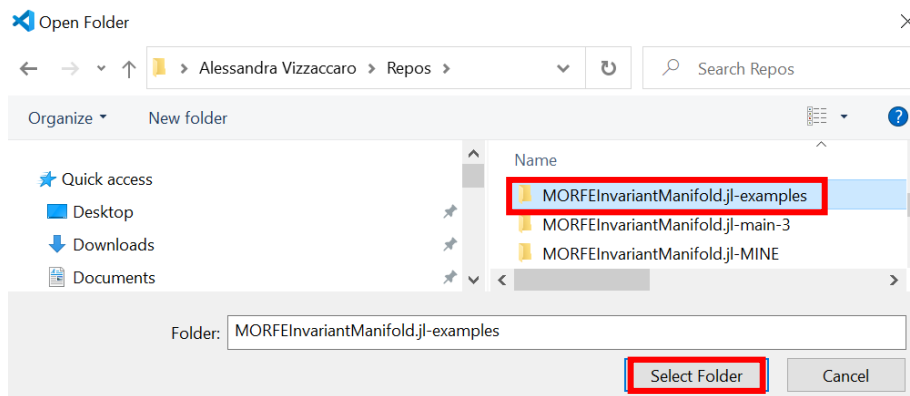 Open Folder
Alessandra Vizzaccaro > Repos >
Search Repos
Organize
New folder
?
Name
Quick access
Desktop
Downloads
Documents
MORFEInvariantManifold.jl-examples
MORFEInvariantManifold.jl-main-3
MORFEInvariantManifold.jl-MINE
Folder: MORFEInvariantManifold.jl-examples
Select Folder
Cancel